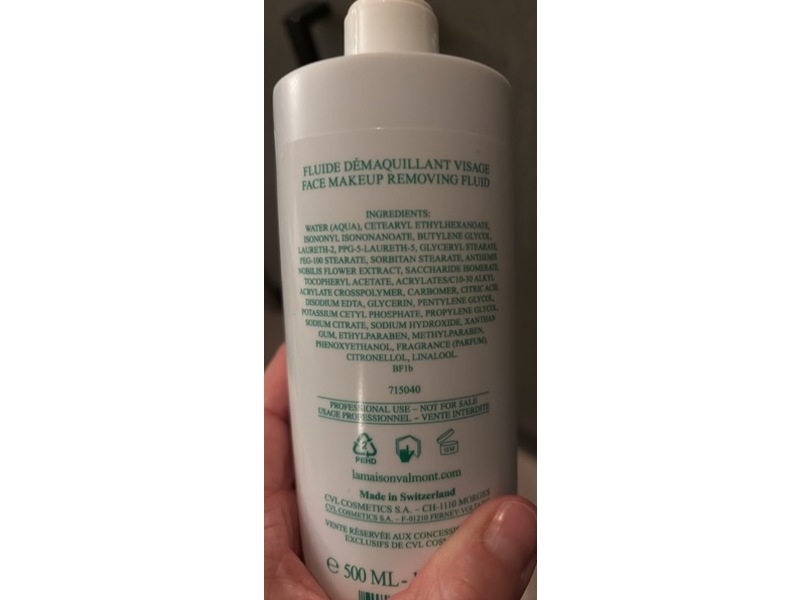 FLUIDE DÉMAQUILLANT VISAGE
FACE MAKEUP REMOVING FLUID
INGREDIENTS:
WATER (AQUA), CETEARYL ETHYLHEXANOATE,
ISONONYL ISONONANOATE, BUTYLENE GLYCOL,
LAURETH-2, PPG-5-LAURETH-5, GLYCERYL STEARATE,
PEG-100 STEARATE, SORBITAN STEARATE, ANTHEMIS
NOBILIS FLOWER EXTRACT, SACCHARIDE ISOMERATE,
TOCOPHERYL ACETATE, ACRYLATES/C10-30 ALKYL
ACRYLATE CROSSPOLYMER, CARBOMER, CITRIC ACID,
DISODIUM EDTA, GLYCERIN, PENTYLENE GLYCOL,
POTASSIUM CETYL PHOSPHATE, PROPYLENE GLYCOL,
SODIUM CITRATE, SODIUM HYDROXIDE, XANTHAN
GUM, ETHYLPARABEN, METHYLPARABEN,
PHENOXYETHANOL, FRAGRANCE (PARFUM),
CITRONELLOL, LINALOOL.
BF1b
715040
PROFESSIONAL USE – NOT FOR SALE
USAGE PROFESSIONNEL – VENTE INTERDITE
2
PEHD
12M
lamaisonvalmont.com
Made in Switzerland
CVL COSMETICS S.A. – CH-1110 MORGES
CVL COSMETICS S.A. – F-01210 FERNEY-VOLTAIRE
VENTE RÉSERVÉE AUX
EXCLUSIFS DE CVL
e 500 ML -